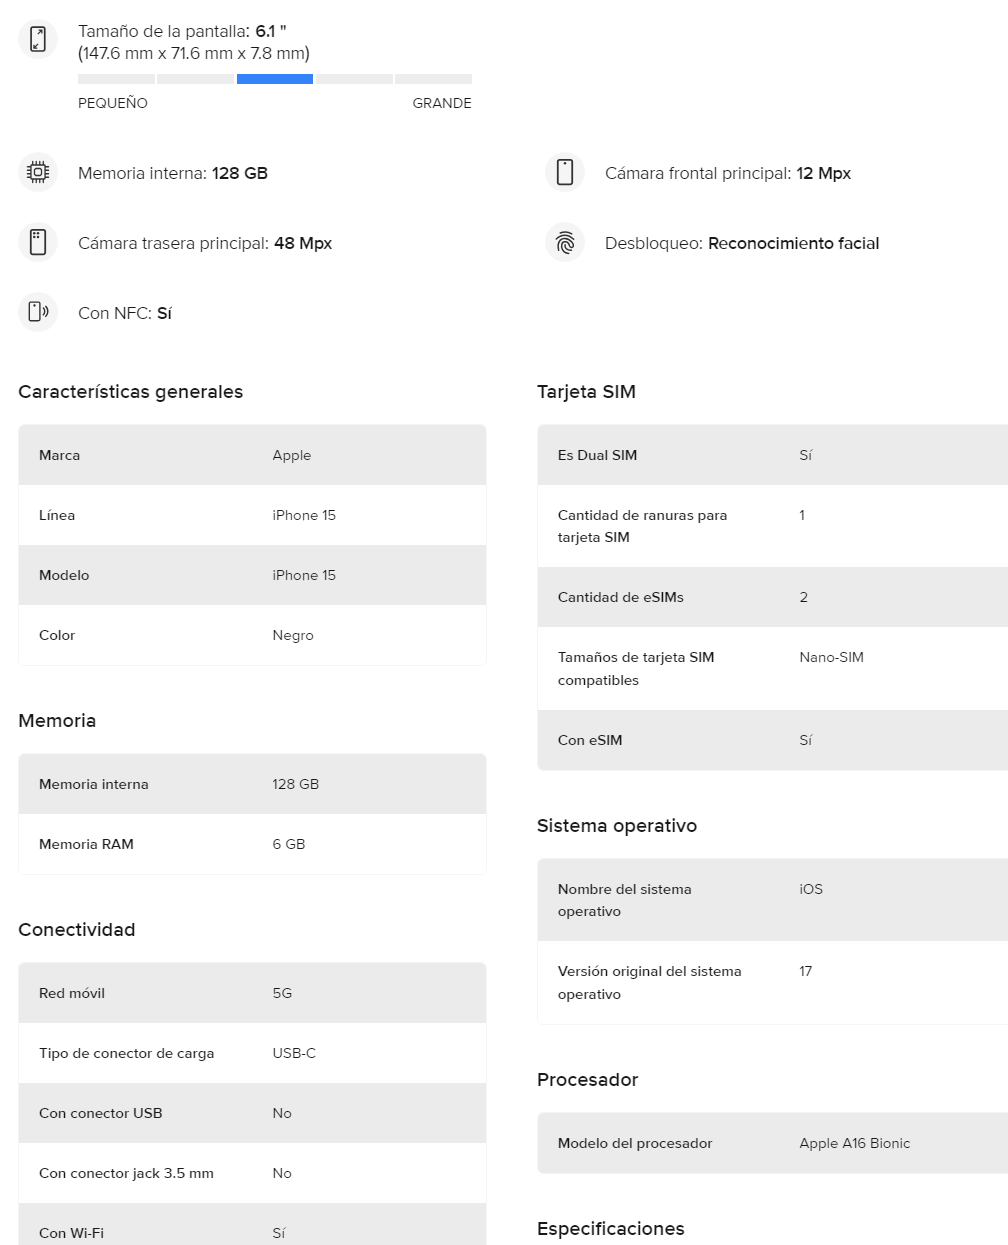 Tamaño de la pantalla: 6.1 "
(147.6 mm x 71.6 mm x 7.8 mm)
PEQUEÑO GRANDE
Memoria interna: 128 GB
Cámara frontal principal: 12 Mpx
Cámara trasera principal: 48 Mpx
Desbloqueo: Reconocimiento facial
Con NFC: Sí
Características generales
Marca Apple
Línea iPhone 15
Modelo iPhone 15
Color Negro
Memoria
Memoria interna 128 GB
Memoria RAM 6 GB
Conectividad
Red móvil 5G
Tipo de conector de carga USB-C
Con conector USB No
Con conector jack 3.5 mm No
Con Wi-Fi Sí
Tarjeta SIM
Es Dual SIM Sí
Cantidad de ranuras para 1
tarjeta SIM
Cantidad de eSIMs 2
Tamaños de tarjeta SIM Nano-SIM
compatibles
Con eSIM Sí
Sistema operativo
Nombre del sistema iOS
operativo
Versión original del sistema 17
operativo
Procesador
Modelo del procesador Apple A16 Bionic
Especificaciones